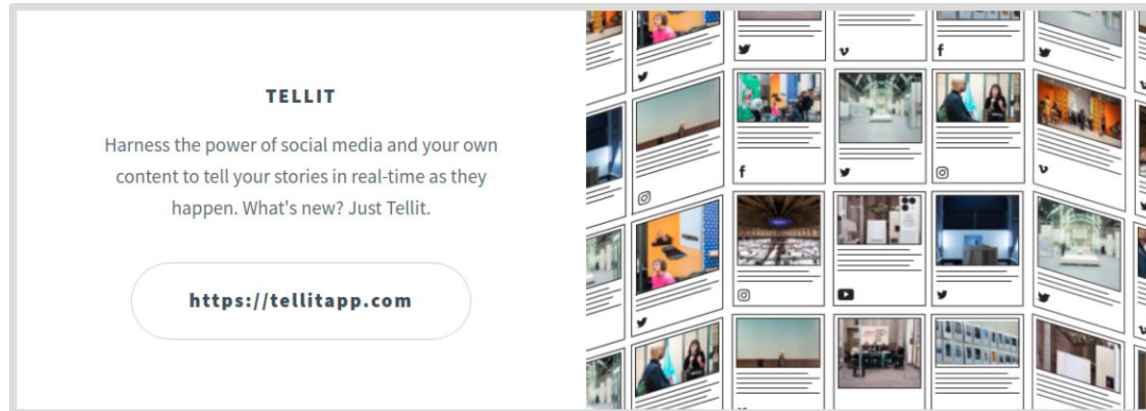 TELLIT
Harness the power of social media and your own
content to tell your stories in real-time as they
happen. What's new? Just Tellit.
https://tellitapp.com